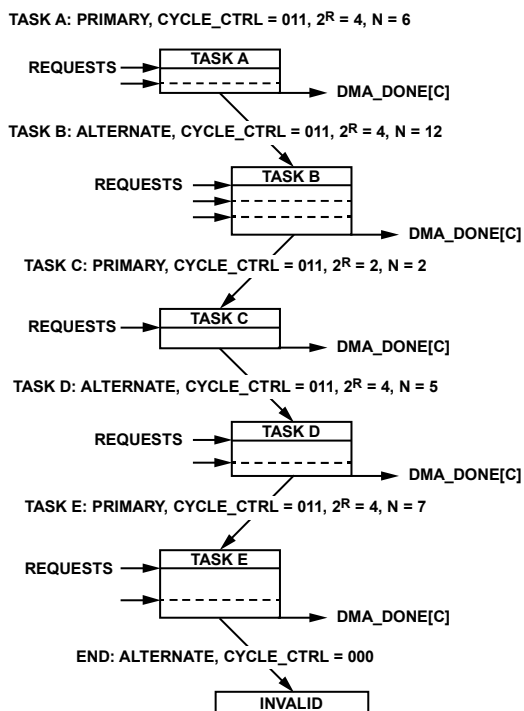 TASK A: PRIMARY, CYCLE_CTRL = 011, 2ᴿ = 4, N = 6
TASK A
REQUESTS
DMA_DONE[C]
TASK B: ALTERNATE, CYCLE_CTRL = 011, 2ᴿ = 4, N = 12
TASK B
REQUESTS
DMA_DONE[C]
TASK C: PRIMARY, CYCLE_CTRL = 011, 2ᴿ = 2, N = 2
TASK C
REQUESTS
DMA_DONE[C]
TASK D: ALTERNATE, CYCLE_CTRL = 011, 2ᴿ = 4, N = 5
TASK D
REQUESTS
DMA_DONE[C]
TASK E: PRIMARY, CYCLE_CTRL = 011, 2ᴿ = 4, N = 7
TASK E
REQUESTS
DMA_DONE[C]
END: ALTERNATE, CYCLE_CTRL = 000
INVALID